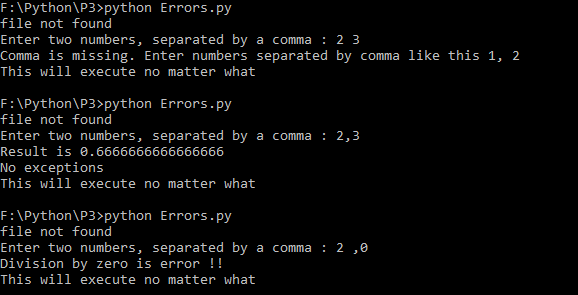 F:\Python\P3>python Errors.py
file not found
Enter two numbers, separated by a comma : 2 3
Comma is missing. Enter numbers separated by comma like this 1, 2
This will execute no matter what
F:\Python\P3>python Errors.py
file not found
Enter two numbers, separated by a comma : 2,3
Result is 0.6666666666666666
No exceptions
This will execute no matter what
F:\Python\P3>python Errors.py
file not found
Enter two numbers, separated by a comma : 2 ,0
Division by zero is error !!
This will execute no matter what